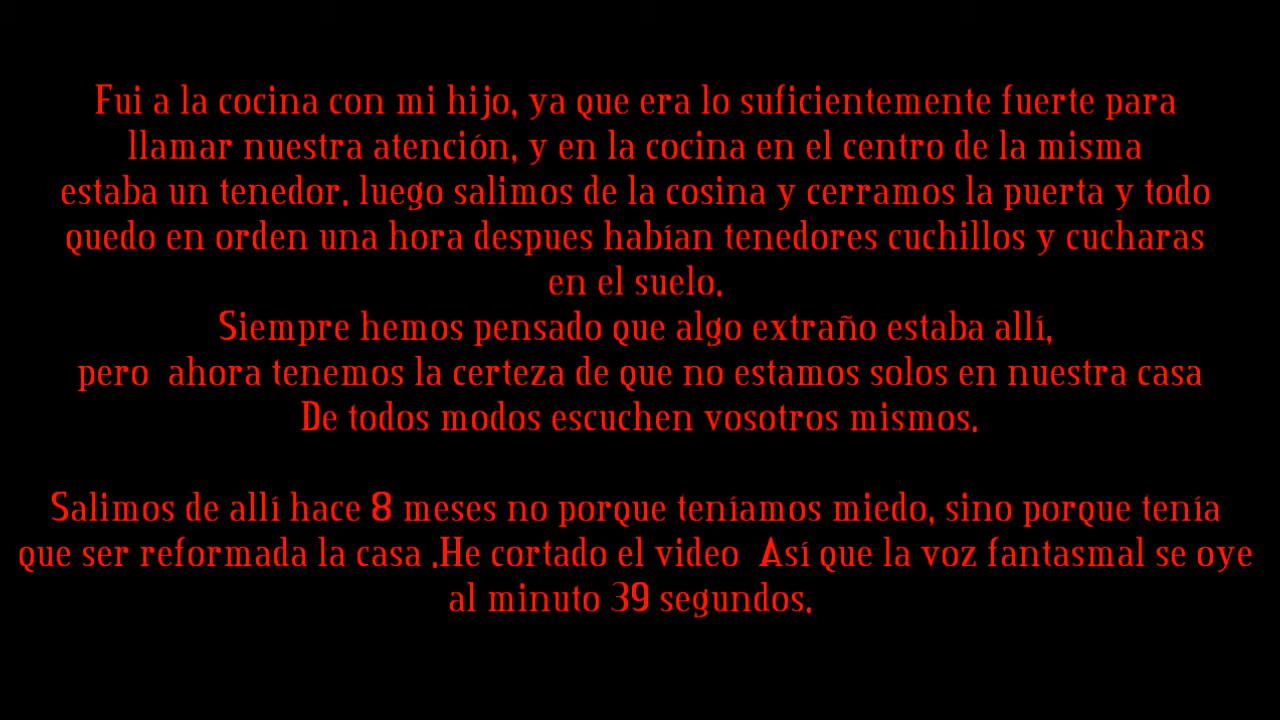 Fui a la cocina con mi hijo, ya que era lo suficientemente fuerte para
llamar nuestra atención, y en la cocina en el centro de la misma
estaba un tenedor, luego salimos de la cosina y cerramos la puerta y todo
quedo en orden una hora despues habían tenedores cuchillos y cucharas
en el suelo.
Siempre hemos pensado que algo extraño estaba allí,
pero  ahora tenemos la certeza de que no estamos solos en nuestra casa
De todos modos escuchen vosotros mismos.

Salimos de allí hace 8 meses no porque teníamos miedo, sino porque tenía
que ser reformada la casa .He cortado el video  Así que la voz fantasmal se oye
al minuto 39 segundos.